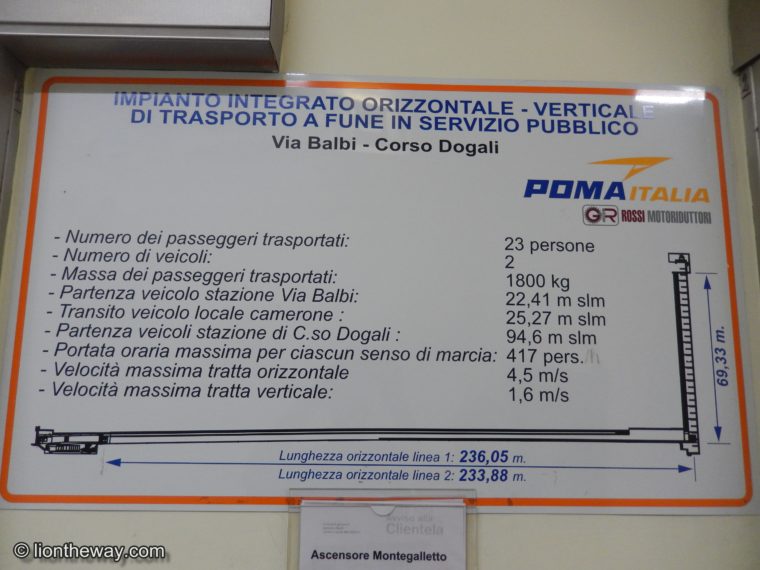 IMPIANTO INTEGRATO ORIZZONTALE - VERTICALE
DI TRASPORTO A FUNE IN SERVIZIO PUBBLICO
Via Balbi - Corso Dogali
POMA ITALIA
GR ROSSI MOTORIDUTTORI
- Numero dei passeggeri trasportati: 23 persone
- Numero di veicoli: 2
- Massa dei passeggeri trasportati: 1800 kg
- Partenza veicolo stazione Via Balbi: 22,41 m slm
- Transito veicolo locale camerone : 25,27 m slm
- Partenza veicoli stazione di C.so Dogali : 94,6 m slm
- Portata oraria massima per ciascun senso di marcia: 417 pers./h
- Velocità massima tratta orizzontale 4,5 m/s
- Velocità massima tratta verticale: 1,6 m/s
69,33 m.
Lunghezza orizzontale linea 1: 236,05 m.
Lunghezza orizzontale linea 2: 233,88 m.
Avviso alla
Clientela
Ascensore Montegalletto
© liontheway.com